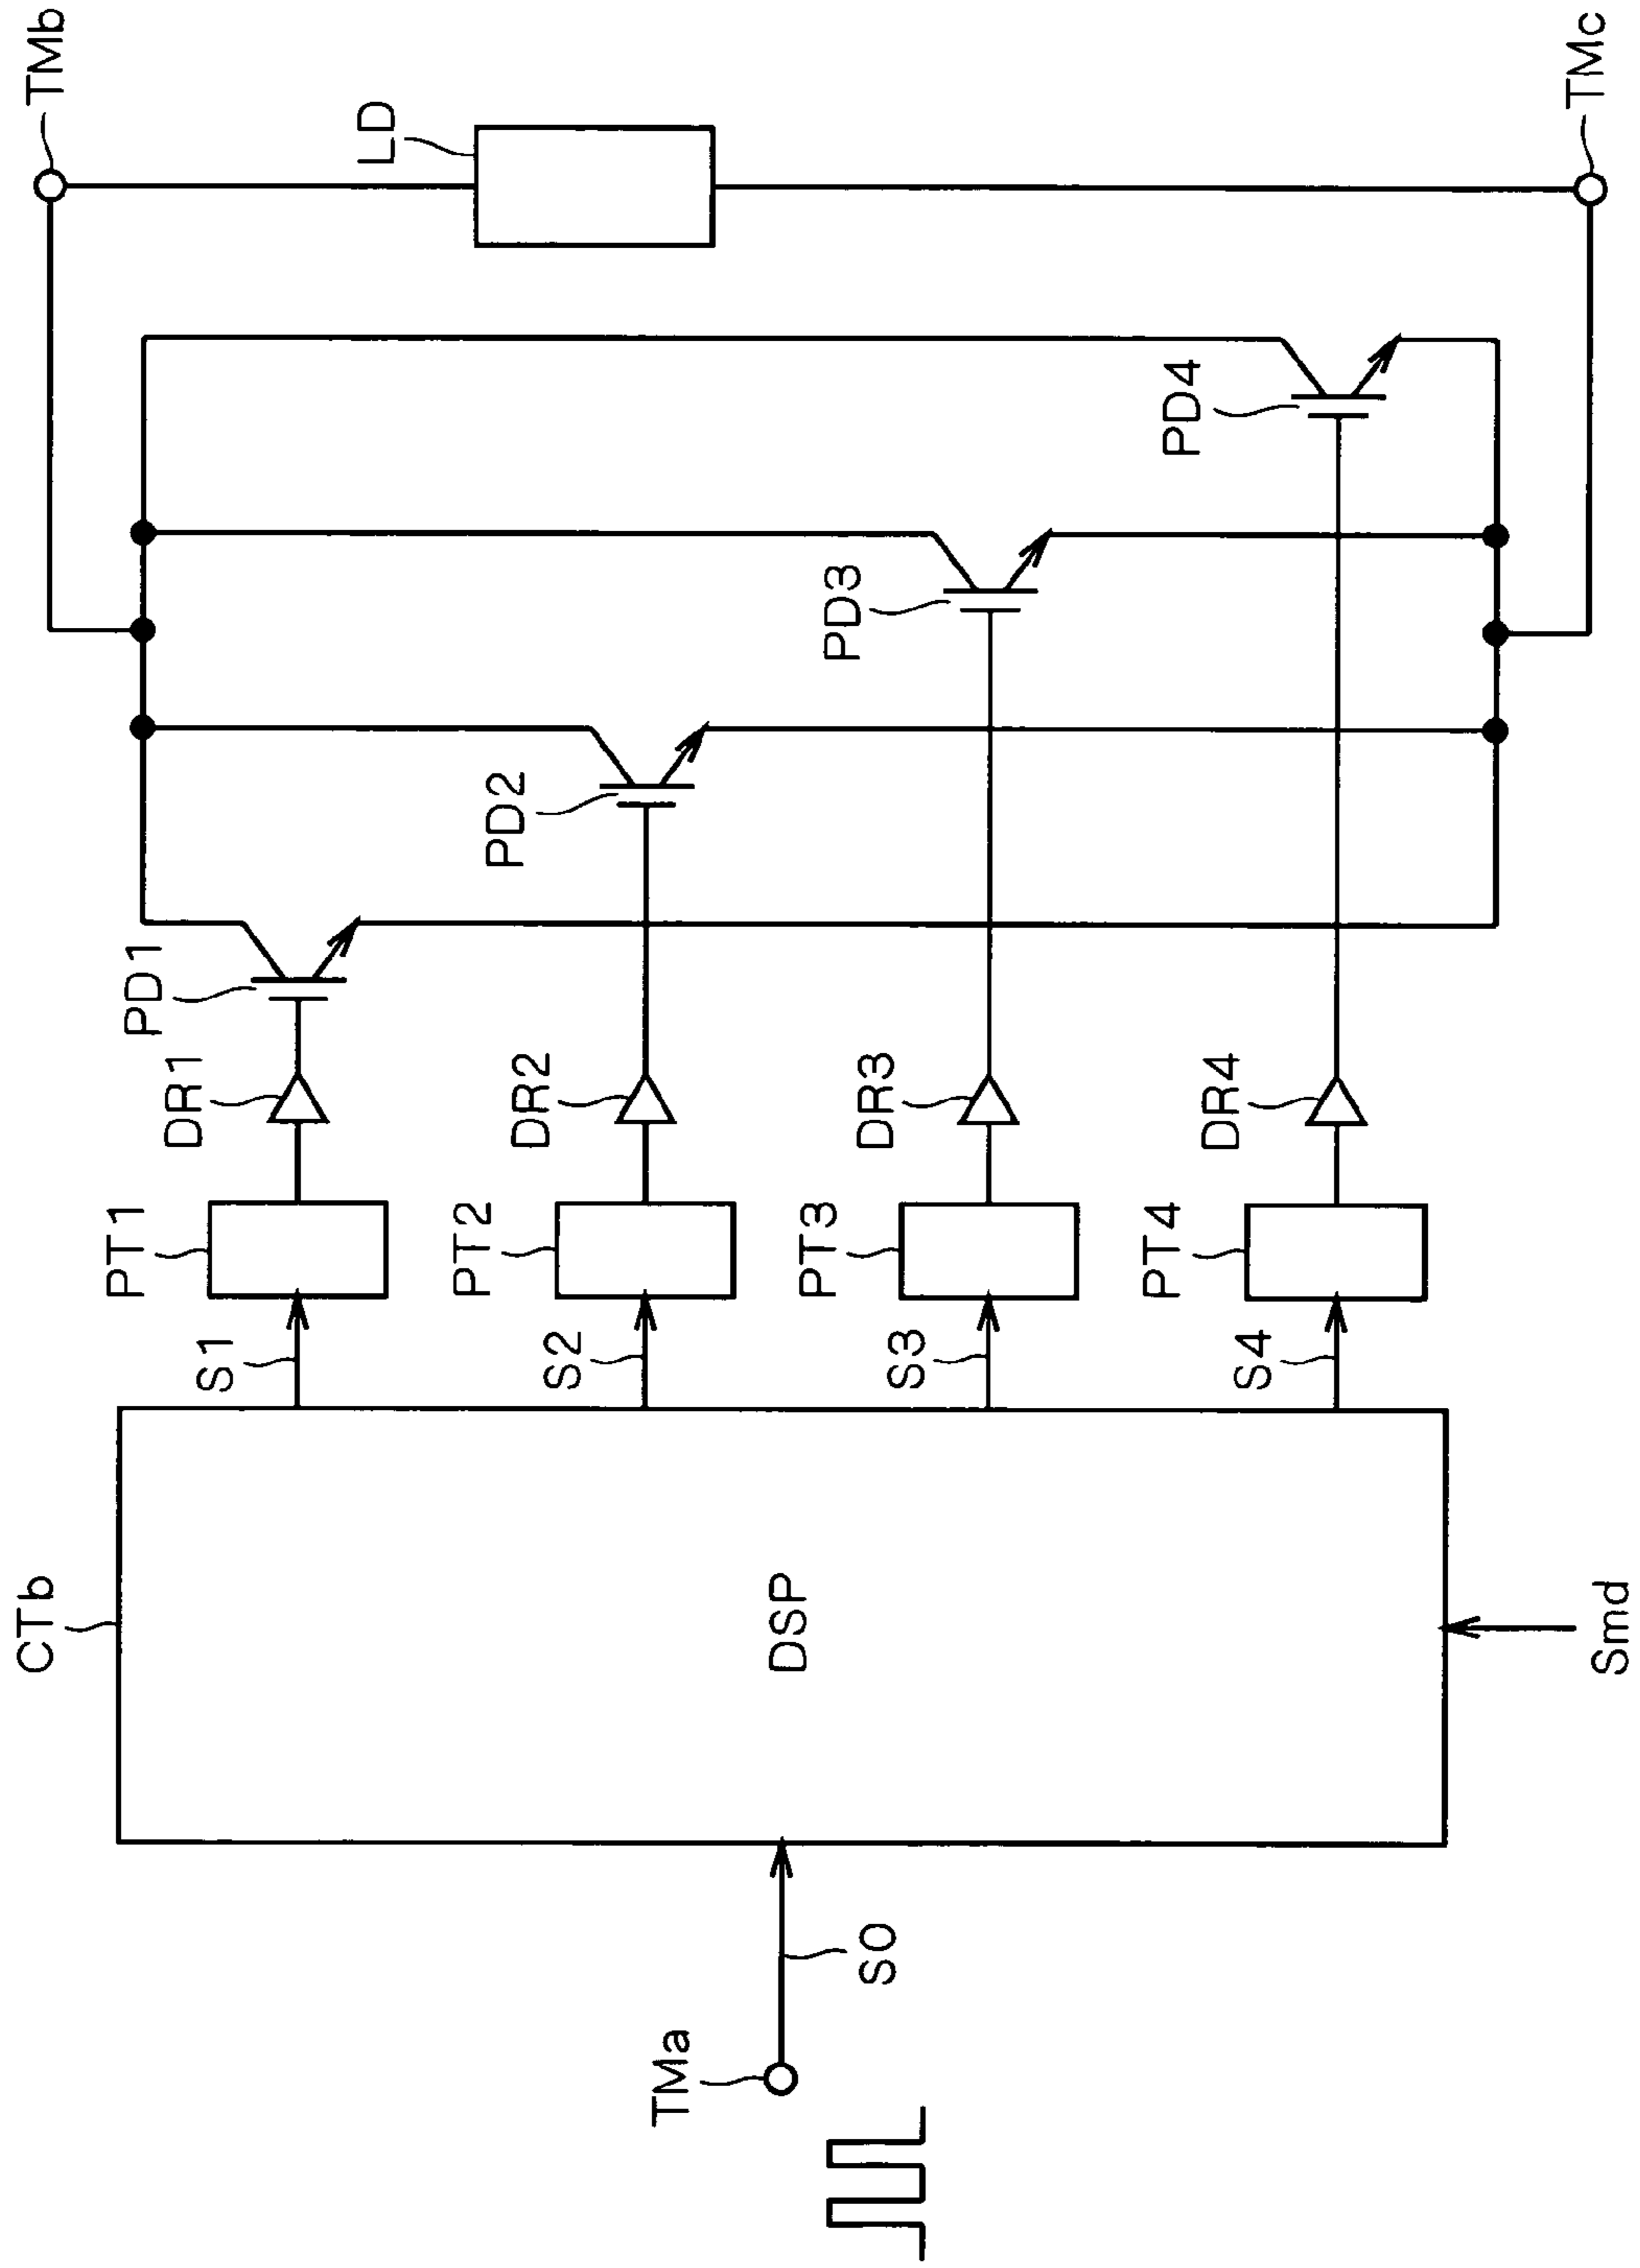 TMa
S0
CTb
DSP
Smd
S1
S2
S3
S4
PT1
PT2
PT3
PT4
DR1
DR2
DR3
DR4
PD1
PD2
PD3
PD4
LD
TMb
TMc